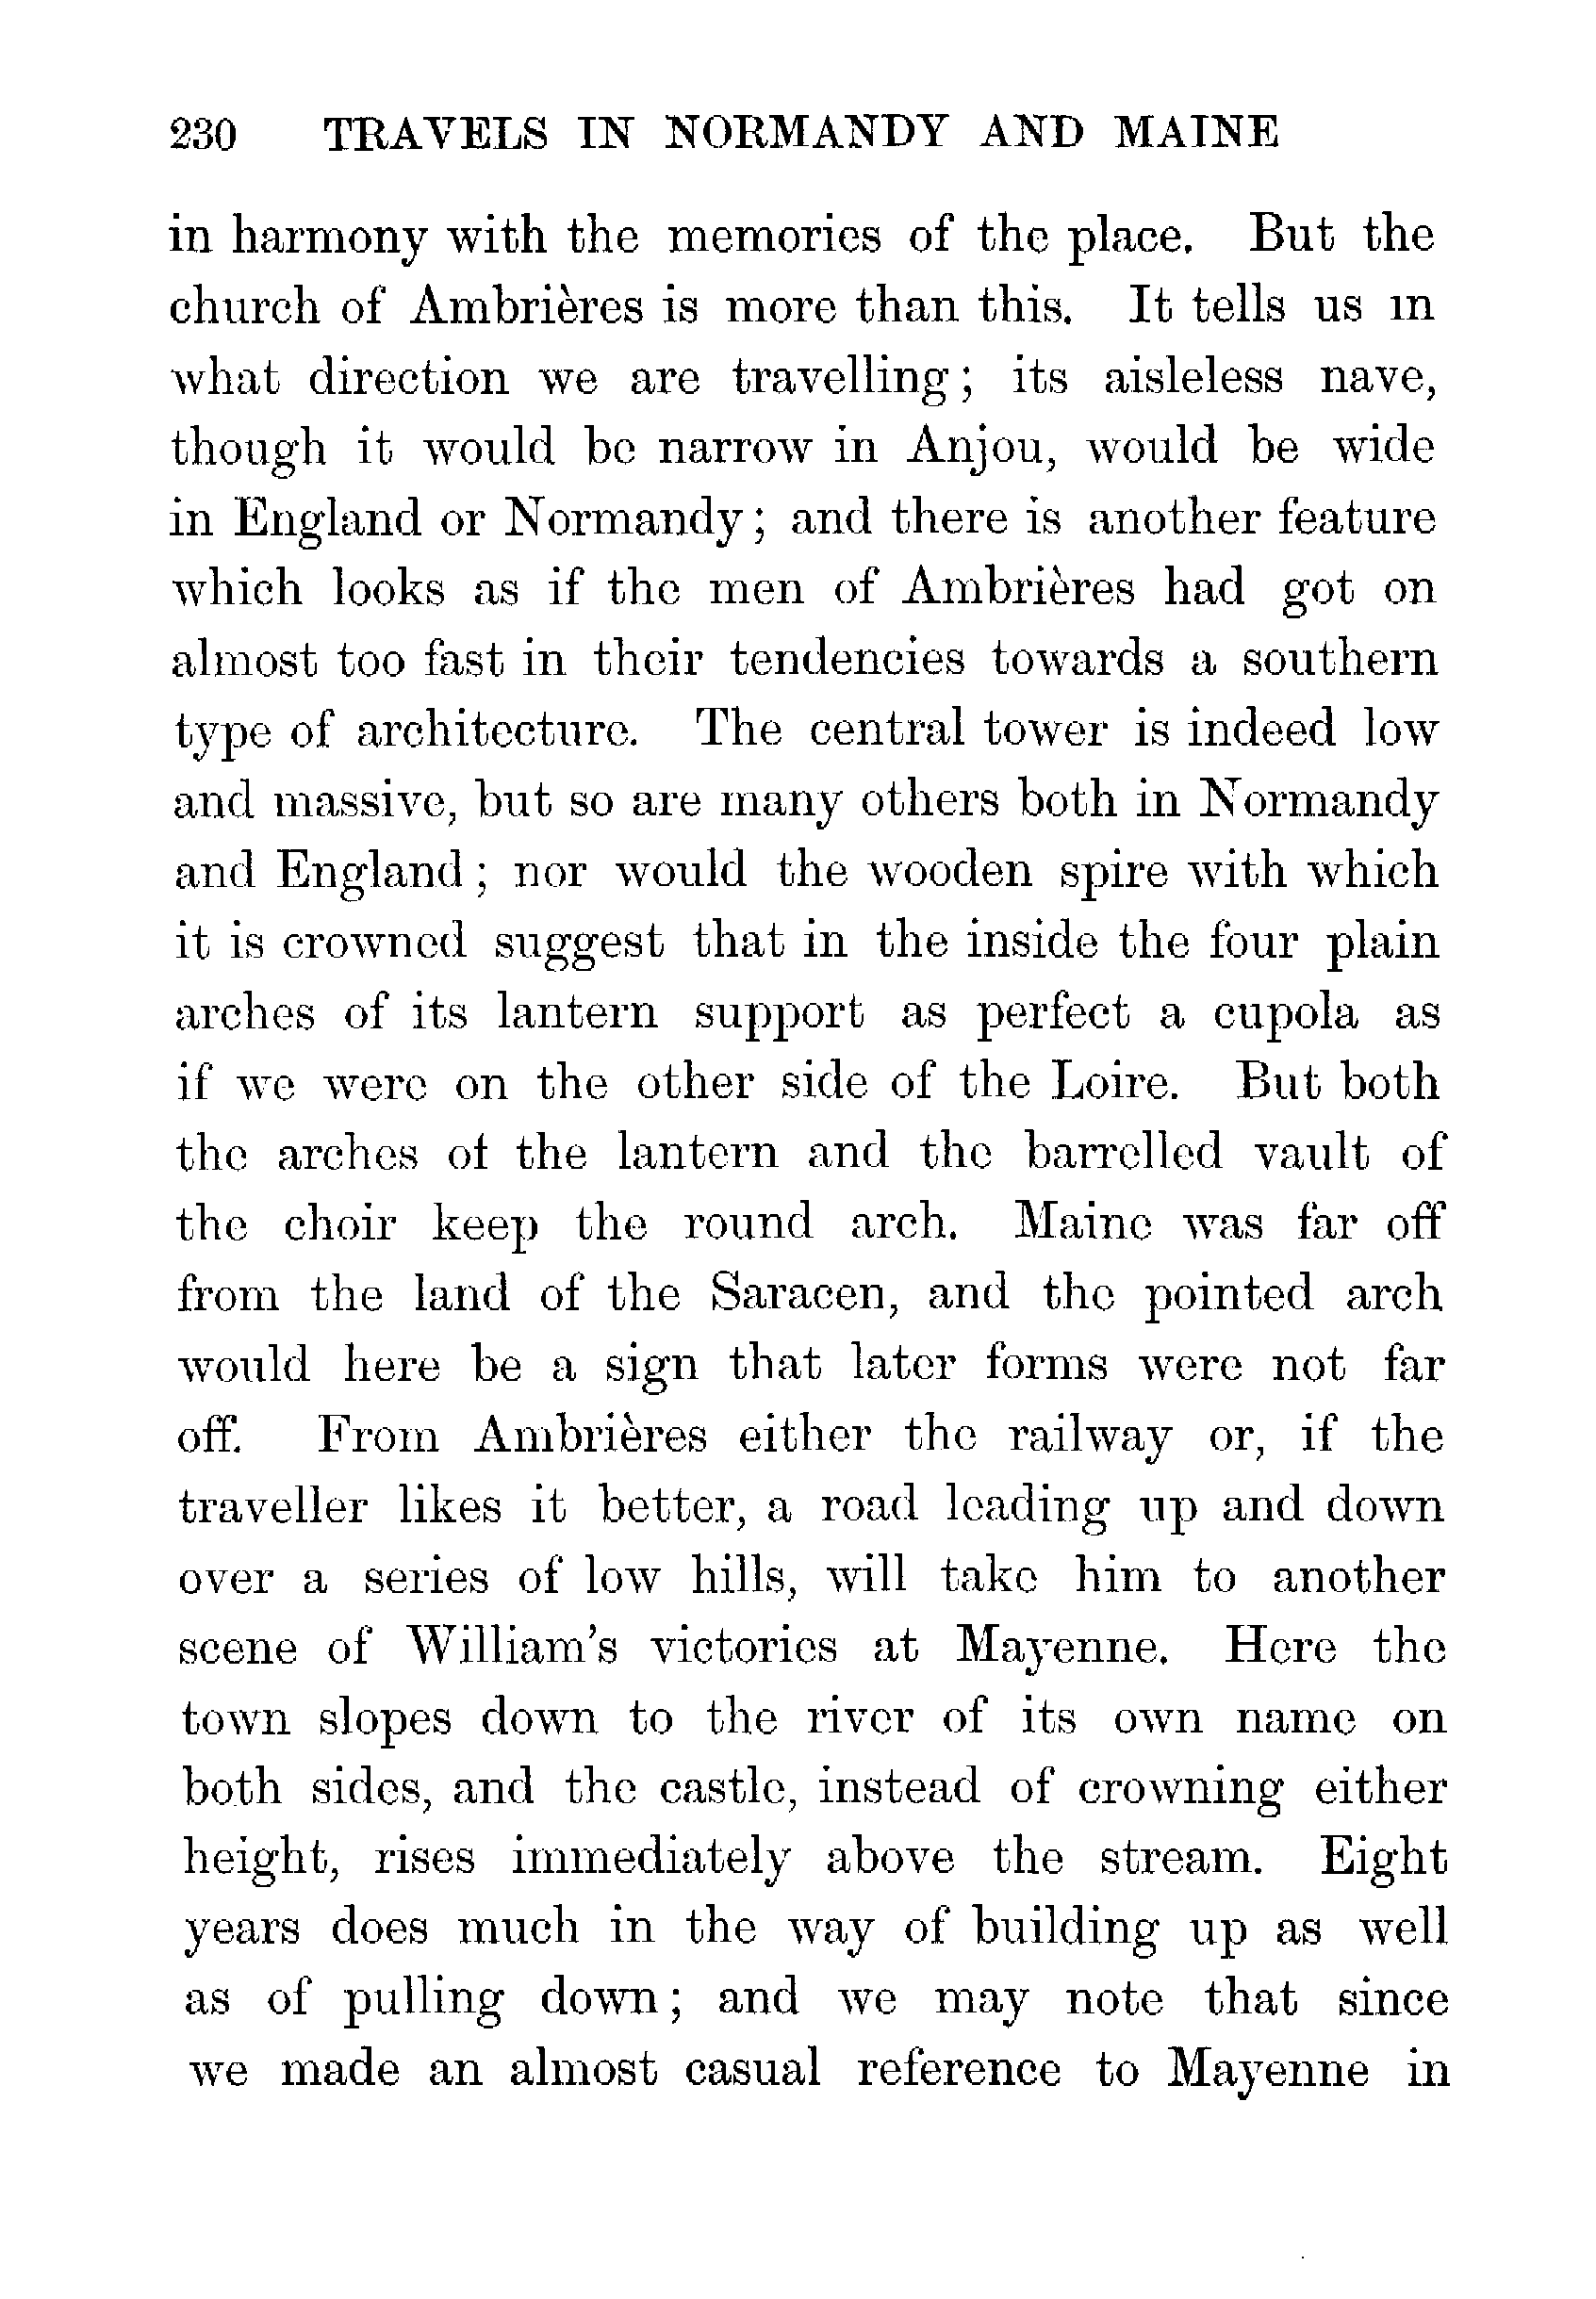 230 TRAVELS IN NORMANDY AND MAINE
in harmony with the memories of the place. But the
church of Ambrières is more than this. It tells us in
what direction we are travelling; its aisleless nave,
though it would be narrow in Anjou, would be wide
in England or Normandy; and there is another feature
which looks as if the men of Ambrières had got on
almost too fast in their tendencies towards a southern
type of architecture. The central tower is indeed low
and massive, but so are many others both in Normandy
and England; nor would the wooden spire with which
it is crowned suggest that in the inside the four plain
arches of its lantern support as perfect a cupola as
if we were on the other side of the Loire. But both
the arches of the lantern and the barrelled vault of
the choir keep the round arch. Maine was far off
from the land of the Saracen, and the pointed arch
would here be a sign that later forms were not far
off. From Ambrières either the railway or, if the
traveller likes it better, a road leading up and down
over a series of low hills, will take him to another
scene of William's victories at Mayenne. Here the
town slopes down to the river of its own name on
both sides, and the castle, instead of crowning either
height, rises immediately above the stream. Eight
years does much in the way of building up as well
as of pulling down; and we may note that since
we made an almost casual reference to Mayenne in